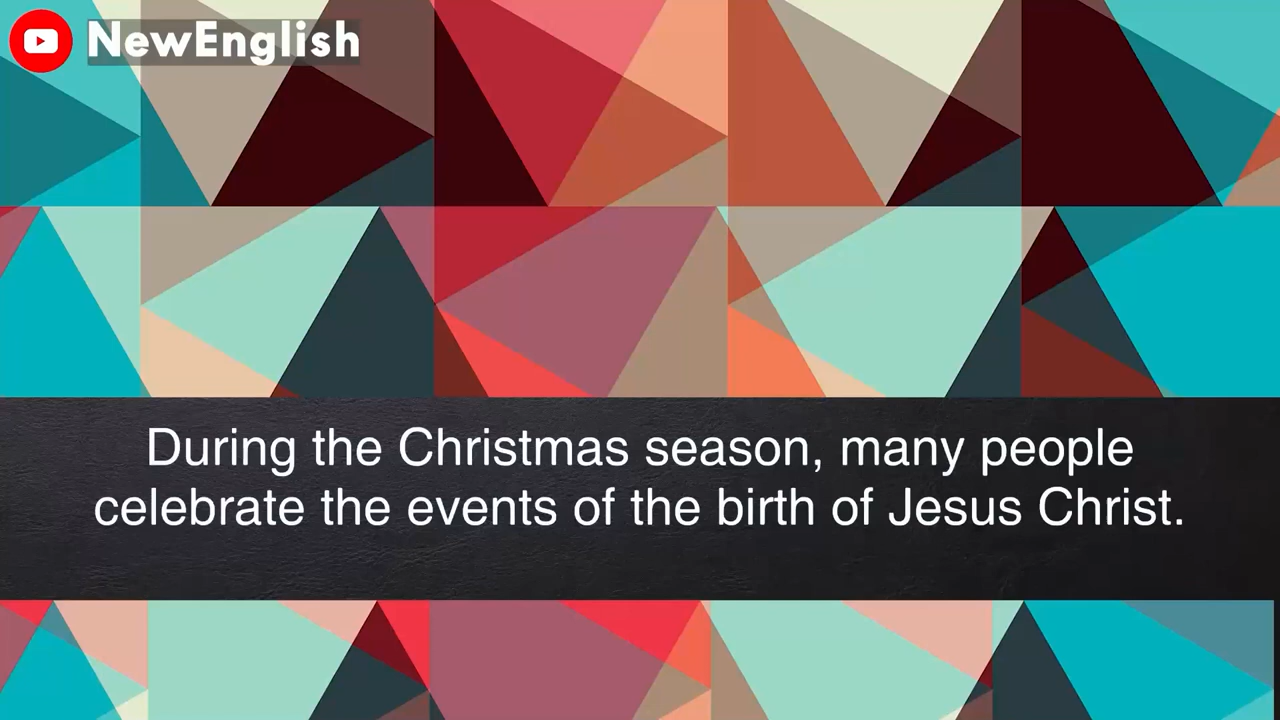 NewEnglish
During the Christmas season, many people
celebrate the events of the birth of Jesus Christ.